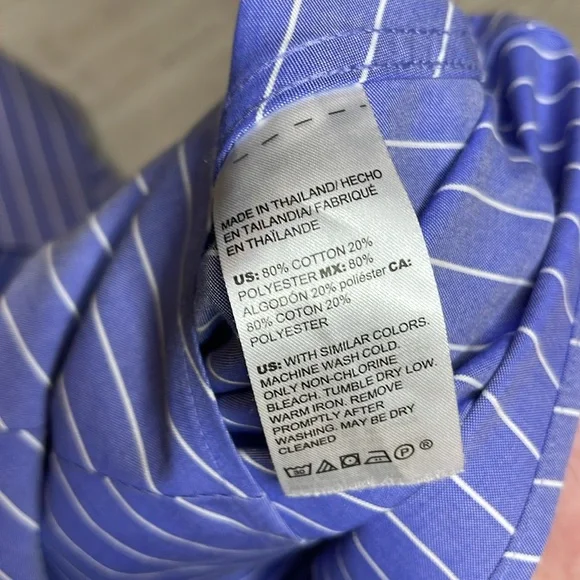 MADE IN THAILAND/ HECHO
EN TAILANDIA/ FABRIQUÉ
EN THAÏLANDE
US: 80% COTTON 20%
POLYESTER MX: 80%
ALGODÓN 20% poliéster CA:
80% COTON 20%
POLYESTER
US: WITH SIMILAR COLORS.
MACHINE WASH COLD.
ONLY NON-CHLORINE
BLEACH. TUMBLE DRY LOW.
WARM IRON. REMOVE
PROMPTLY AFTER
WASHING. MAY BE DRY
CLEANED
30 P ®